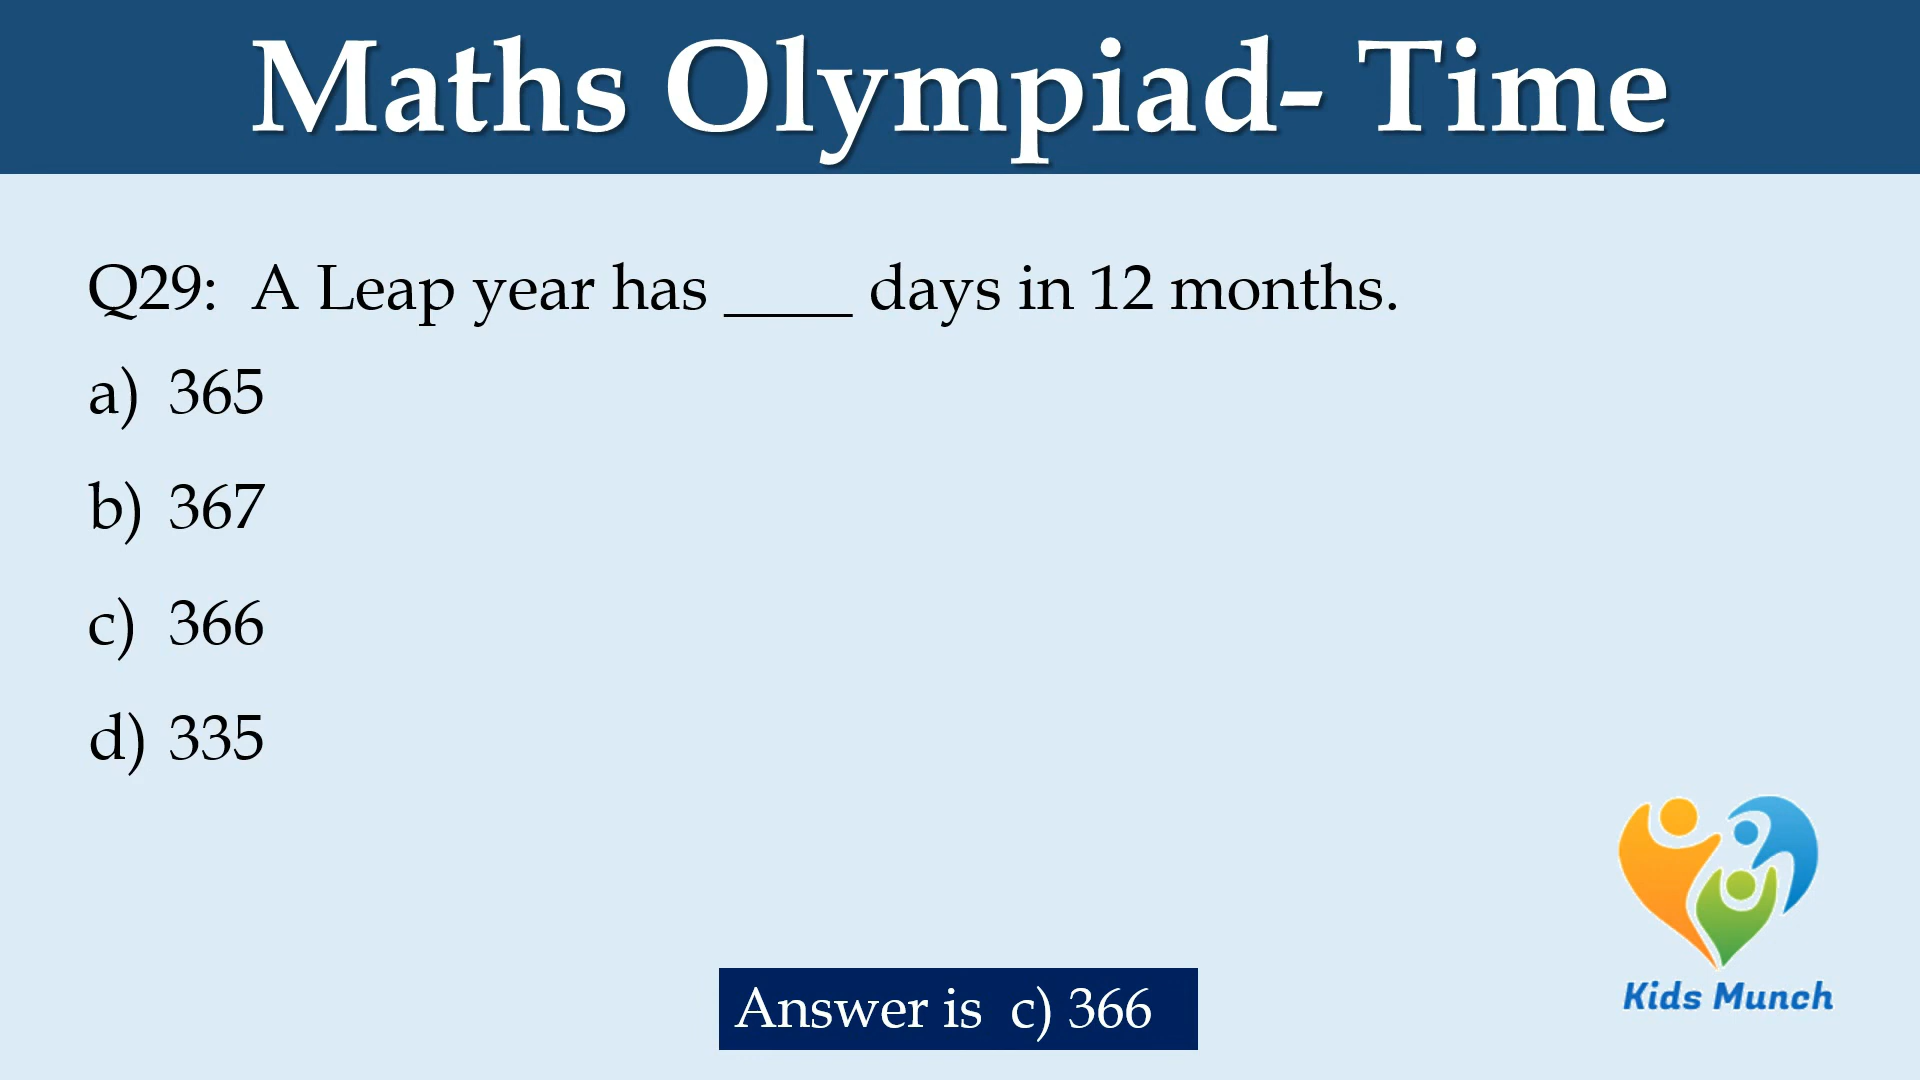 Maths Olympiad- Time
Q29: A Leap year has ____ days in 12 months.
a) 365
b) 367
c) 366
d) 335
Kids Munch
Answer is c) 366